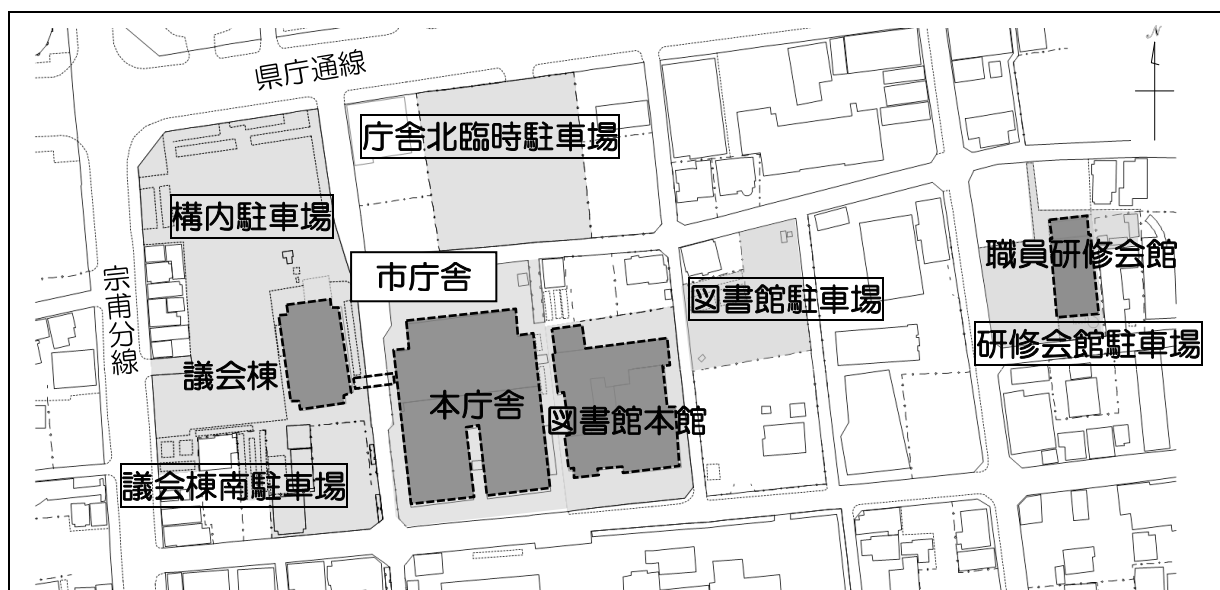 N
県庁通線
庁舎北臨時駐車場
構内駐車場
市庁舎
職員研修会館
宗甫分線
図書館駐車場
研修会館駐車場
議会棟
本庁舎
図書館本館
議会棟南駐車場